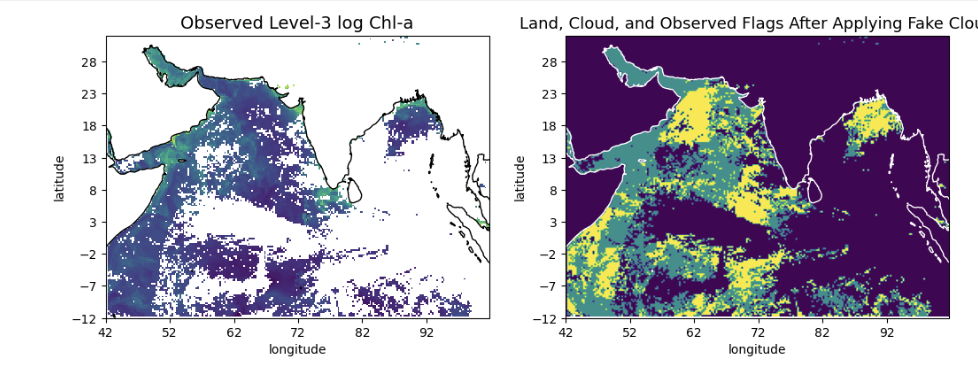 Observed Level-3 log Chl-a
28
23
18
13
8
3
−2
−7
−12
latitude
42 52 62 72 82 92
longitude
Land, Cloud, and Observed Flags After Applying Fake Clou
28
23
18
13
8
3
−2
−7
−12
latitude
42 52 62 72 82 92
longitude